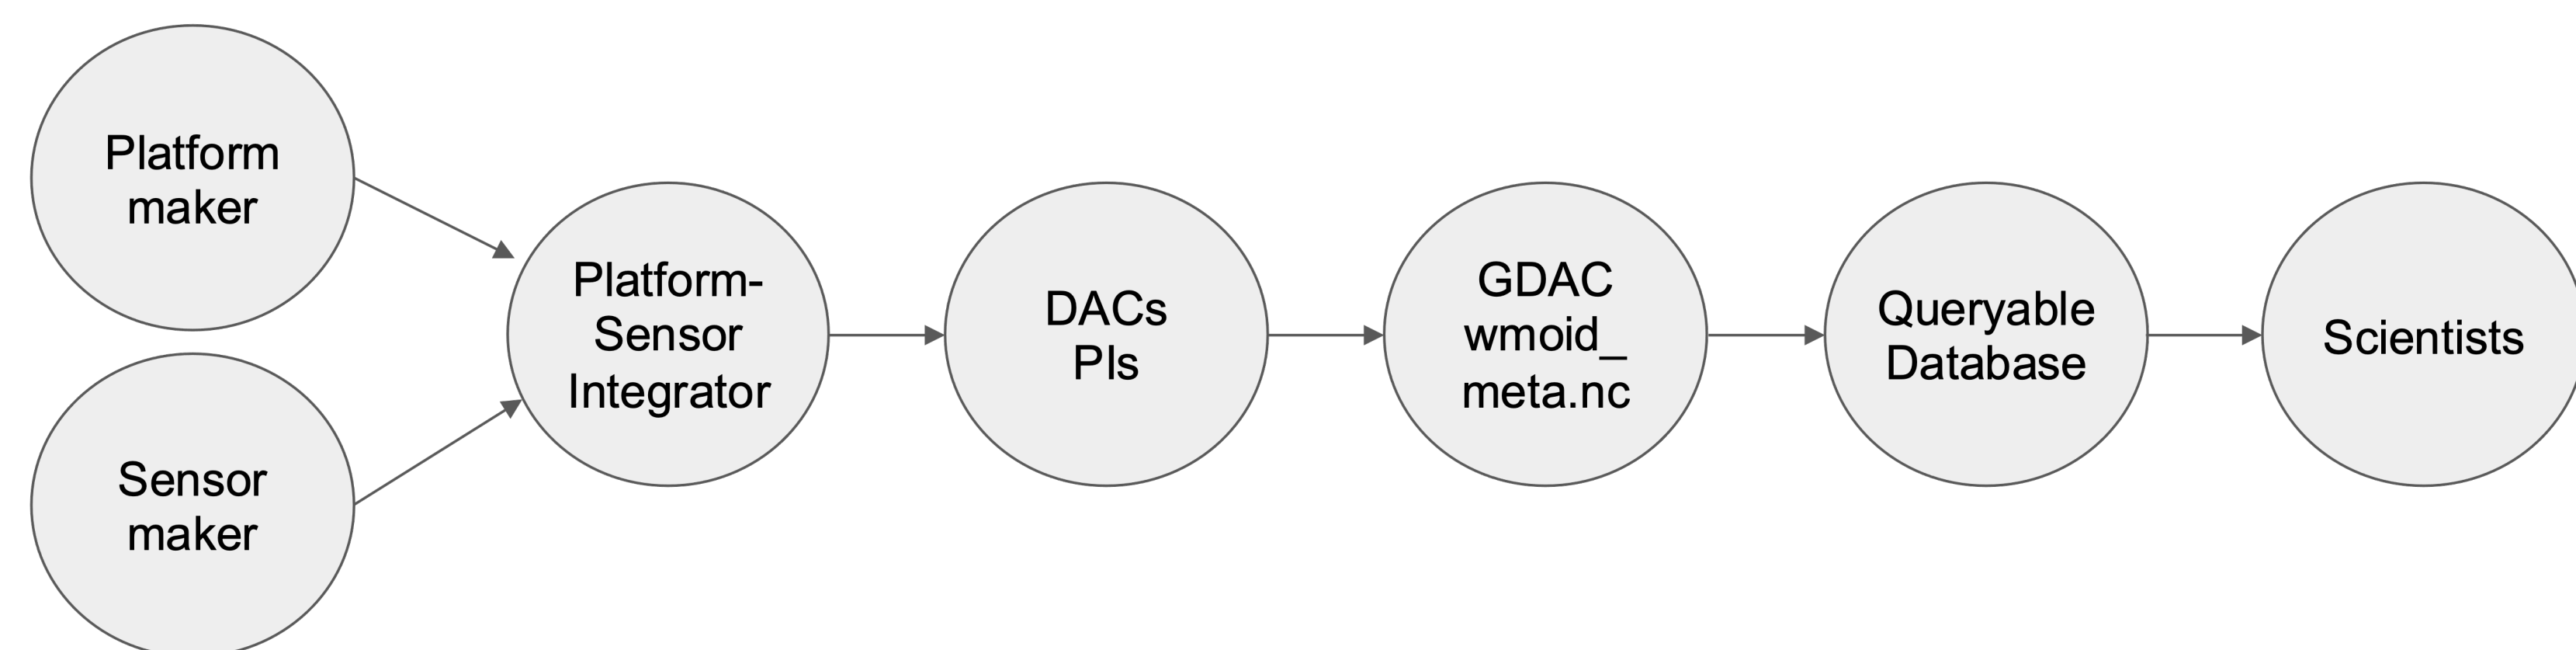 Platform
maker
Sensor
maker
Platform-
Sensor
Integrator
DACs
PIs
GDAC
wmoid_
meta.nc
Queryable
Database
Scientists